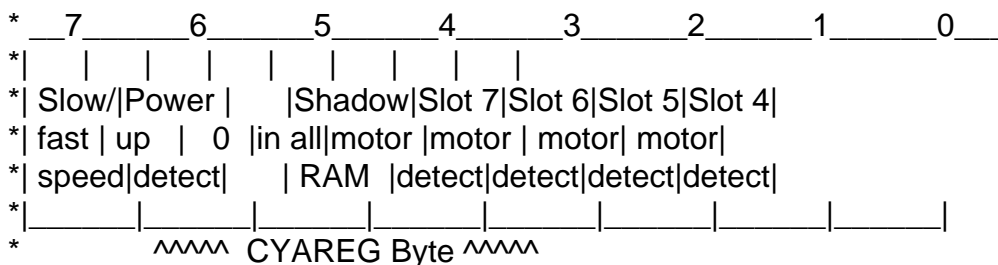 * __7______6______5______4______3______2______1______0___
*|    |    |    |    |    |    |    |    |
*| Slow/|Power |      |Shadow|Slot 7|Slot 6|Slot 5|Slot 4|
*| fast | up   |   0  |in all|motor |motor | motor| motor|
*| speed|detect|      | RAM  |detect|detect|detect|detect|
*|______|______|______|______|______|______|______|______|
*         ^^^^^  CYAREG Byte ^^^^^